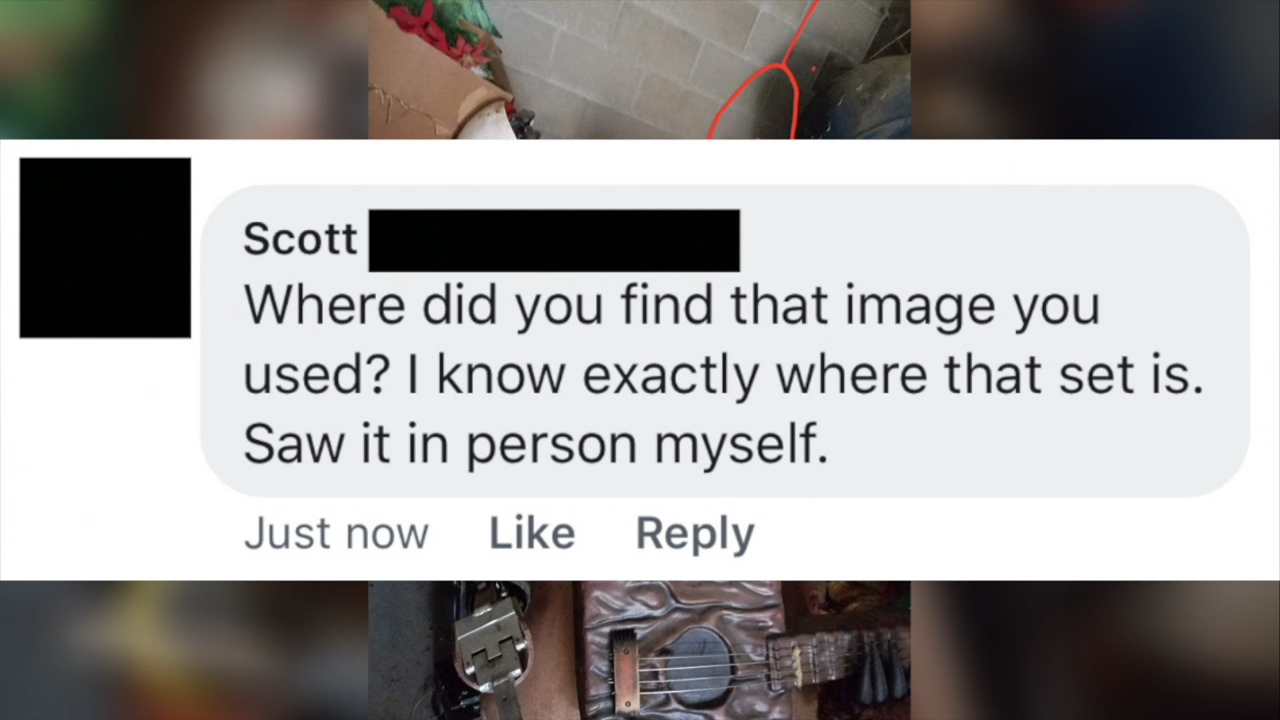 Scott
Where did you find that image you
used? I know exactly where that set is.
Saw it in person myself.
Just now Like Reply